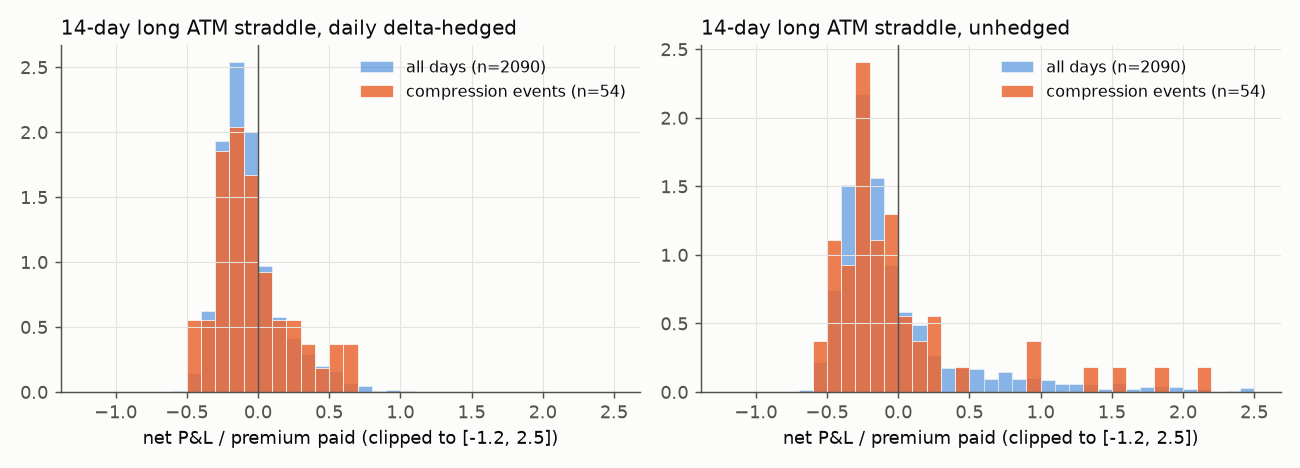 14-day long ATM straddle, daily delta-hedged
all days (n=2090)
compression events (n=54)
2.5
2.0
1.5
1.0
0.5
0.0
−1.0 −0.5 0.0 0.5 1.0 1.5 2.0 2.5
net P&L / premium paid (clipped to [-1.2, 2.5])
14-day long ATM straddle, unhedged
all days (n=2090)
compression events (n=54)
2.5
2.0
1.5
1.0
0.5
0.0
−1.0 −0.5 0.0 0.5 1.0 1.5 2.0 2.5
net P&L / premium paid (clipped to [-1.2, 2.5])